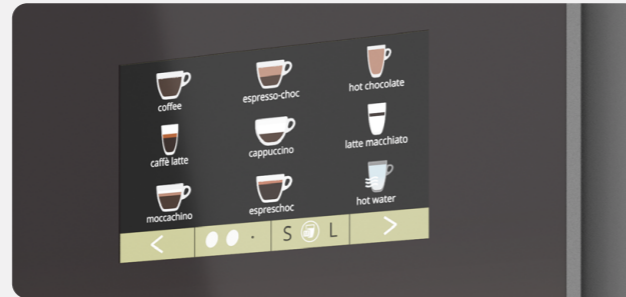 coffee
espresso-choc
hot chocolate
caffè latte
cappuccino
latte macchiato
moccachino
espreschoc
hot water
< S L >